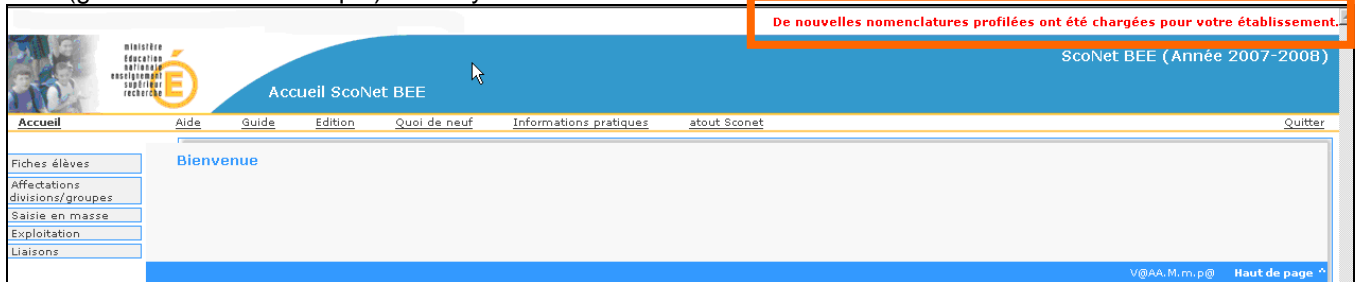 De nouvelles nomenclatures profilées ont été chargées pour votre établissement.
ministère
éducation
nationale
enseignement
supérieur
recherche
ScoNet BEE (Année 2007-2008)
Accueil ScoNet BEE
Accueil Aide Guide Edition Quoi de neuf Informations pratiques atout Sconet Quitter
Fiches élèves
Affectations
divisions/groupes
Saisie en masse
Exploitation
Liaisons
Bienvenue
V@AA.M.m.p@ Haut de page ^